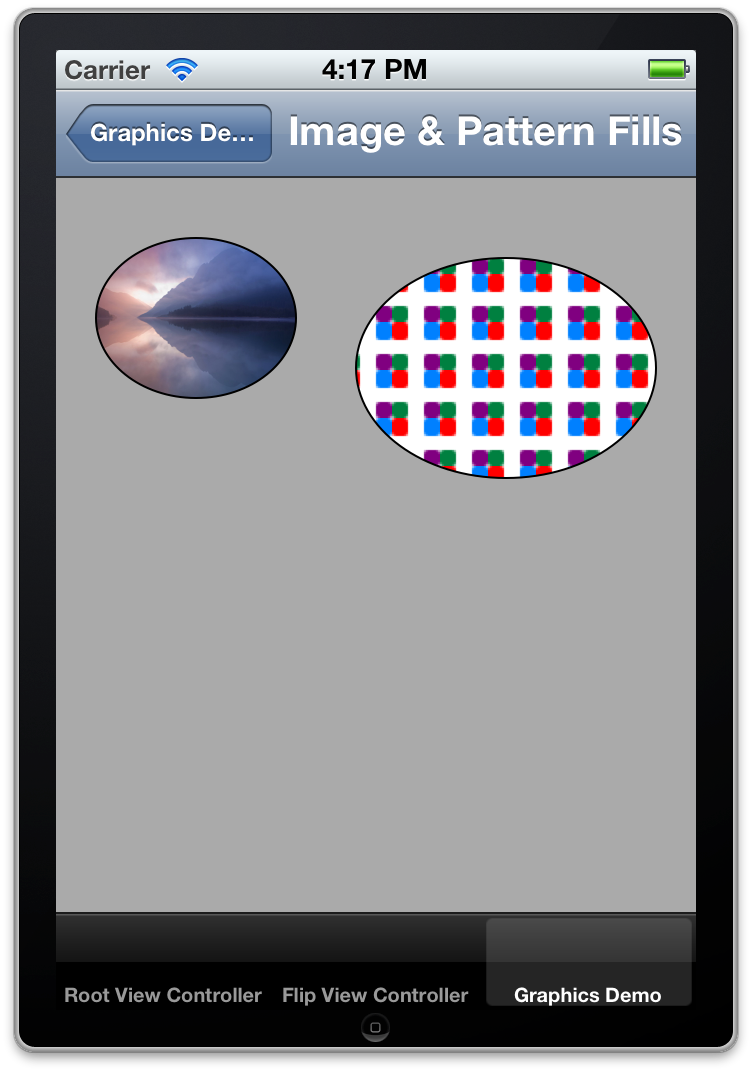 Carrier 4:17 PM
Graphics De... Image & Pattern Fills
Root View Controller Flip View Controller Graphics Demo